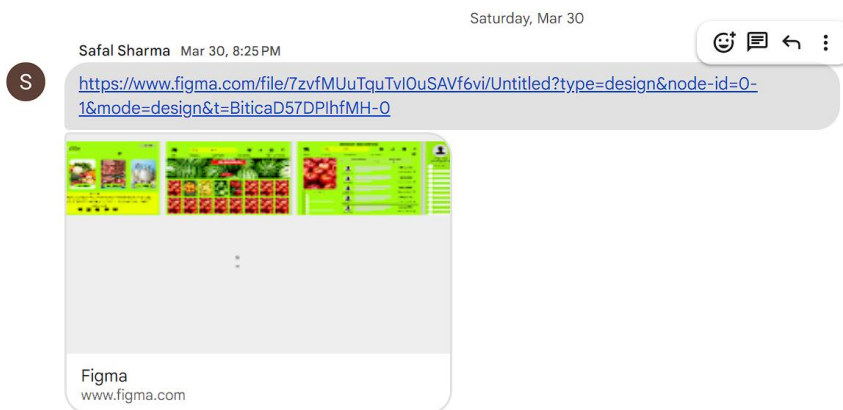 Saturday, Mar 30
Safal Sharma Mar 30, 8:25 PM
S
https://www.figma.com/file/7zvfMUuTquTvI0uSAVf6vi/Untitled?type=design&node-id=0-
1&mode=design&t=BiticaD57DPIhfMH-0
Figma
www.figma.com